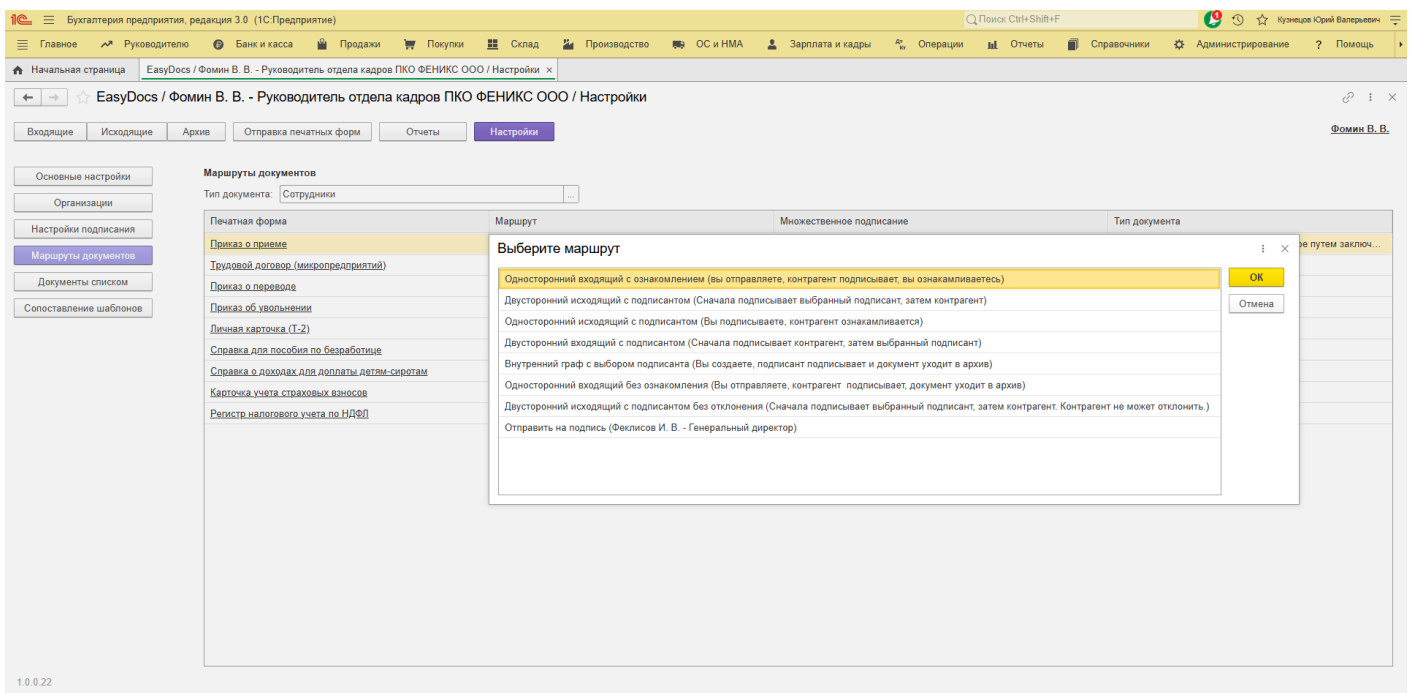 1С Бухгалтерия предприятия, редакция 3.0 (1С:Предприятие) Поиск Ctrl+Shift+F Кузнецов Юрий Валерьевич
Главное Руководителю Банк и касса Продажи Покупки Склад Производство ОС и НМА Зарплата и кадры Операции Отчеты Справочники Администрирование ? Помощь
Начальная страница EasyDocs / Фомин В. В. - Руководитель отдела кадров ПКО ФЕНИКС ООО / Настройки ×
EasyDocs / Фомин В. В. - Руководитель отдела кадров ПКО ФЕНИКС ООО / Настройки
Входящие Исходящие Архив Отправка печатных форм Отчеты Настройки Фомин В. В.
Основные настройки
Организации
Настройки подписания
Маршруты документов
Документы списком
Сопоставление шаблонов
Маршруты документов
Тип документа: Сотрудники ...
Печатная форма Маршрут Множественное подписание Тип документа
Приказ о приеме ре путем заключ...
Трудовой договор (микропредприятий)
Приказ о переводе
Приказ об увольнении
Личная карточка (Т-2)
Справка для пособия по безработице
Справка о доходах для доплаты детям-сиротам
Карточка учета страховых взносов
Регистр налогового учета по НДФЛ
Выберите маршрут
Односторонний входящий с ознакомлением (вы отправляете, контрагент подписывает, вы ознакамливаетесь)
Двусторонний исходящий с подписантом (Сначала подписывает выбранный подписант, затем контрагент)
Односторонний исходящий с подписантом (Вы подписываете, контрагент ознакамливается)
Двусторонний входящий с подписантом (Сначала подписывает контрагент, затем выбранный подписант)
Внутренний граф с выбором подписанта (Вы создаете, подписант подписывает и документ уходит в архив)
Односторонний входящий без ознакомления (Вы отправляете, контрагент подписывает, документ уходит в архив)
Двусторонний исходящий с подписантом без отклонения (Сначала подписывает выбранный подписант, затем контрагент. Контрагент не может отклонить.)
Отправить на подпись (Феклисов И. В. - Генеральный директор)
ОК
Отмена
1.0.0.22